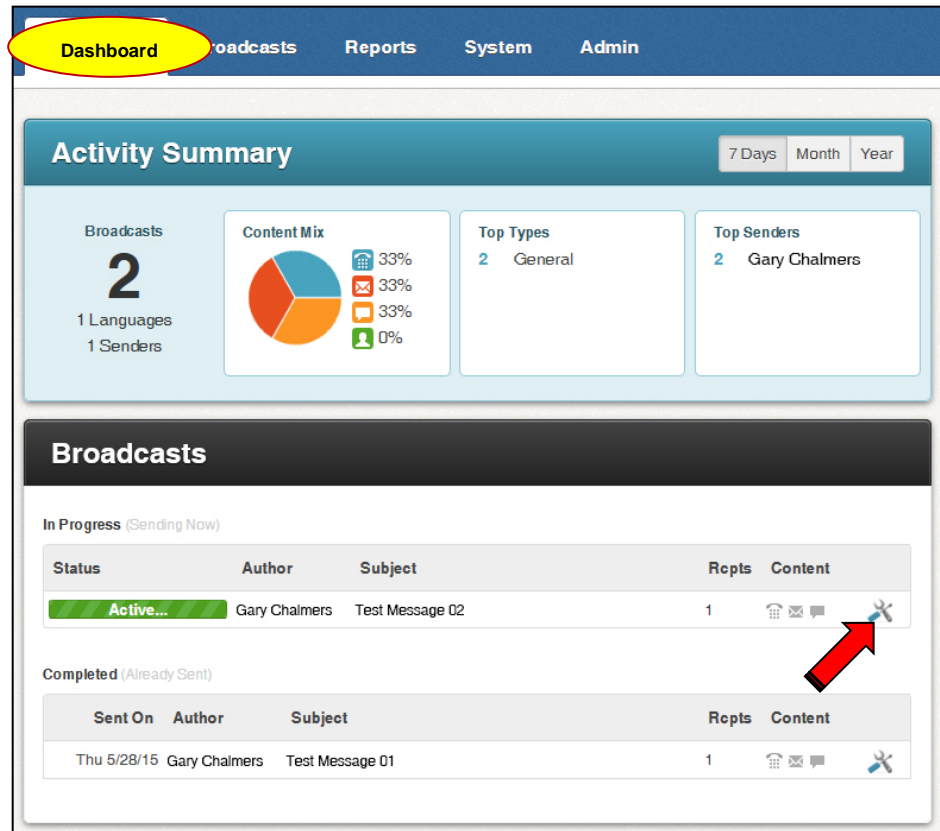 Dashboard roadcasts Reports System Admin
Activity Summary 7 Days Month Year
Broadcasts
2
1 Languages
1 Senders
Content Mix
33%
33%
33%
0%
Top Types
2 General
Top Senders
2 Gary Chalmers
Broadcasts
In Progress (Sending Now)
Status Author Subject Rcpts Content
Active... Gary Chalmers Test Message 02 1
Completed (Already Sent)
Sent On Author Subject Rcpts Content
Thu 5/28/15 Gary Chalmers Test Message 01 1